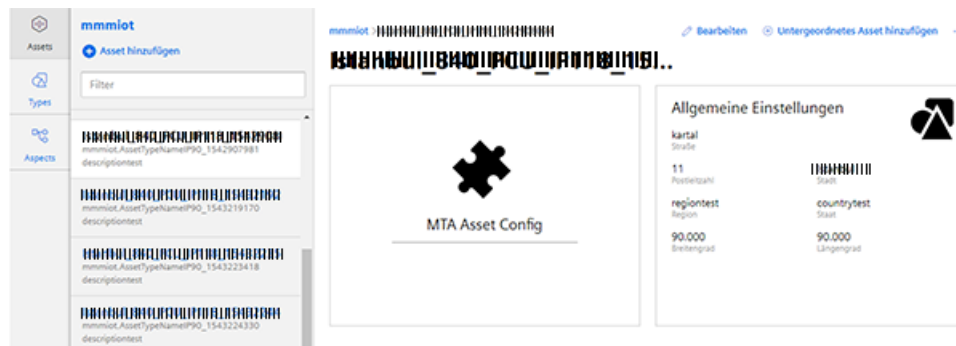 Assets
Types
Aspects
mmmiot
Asset hinzufügen
Filter
mmmiot.AssetTypeNameIP90_1542907981
descriptiontest
mmmiot.AssetTypeNameIP90_1543219170
descriptiontest
mmmiot.AssetTypeNameIP90_1543223418
descriptiontest
mmmiot.AssetTypeNameIP90_1543224330
descriptiontest
mmmiot >
Bearbeiten
Untergeordnetes Asset hinzufügen
MTA Asset Config
Allgemeine Einstellungen
kartal
Straße
11
Postleitzahl
Stadt
regiontest
Region
countrytest
Staat
90.000
Breitengrad
90.000
Längengrad